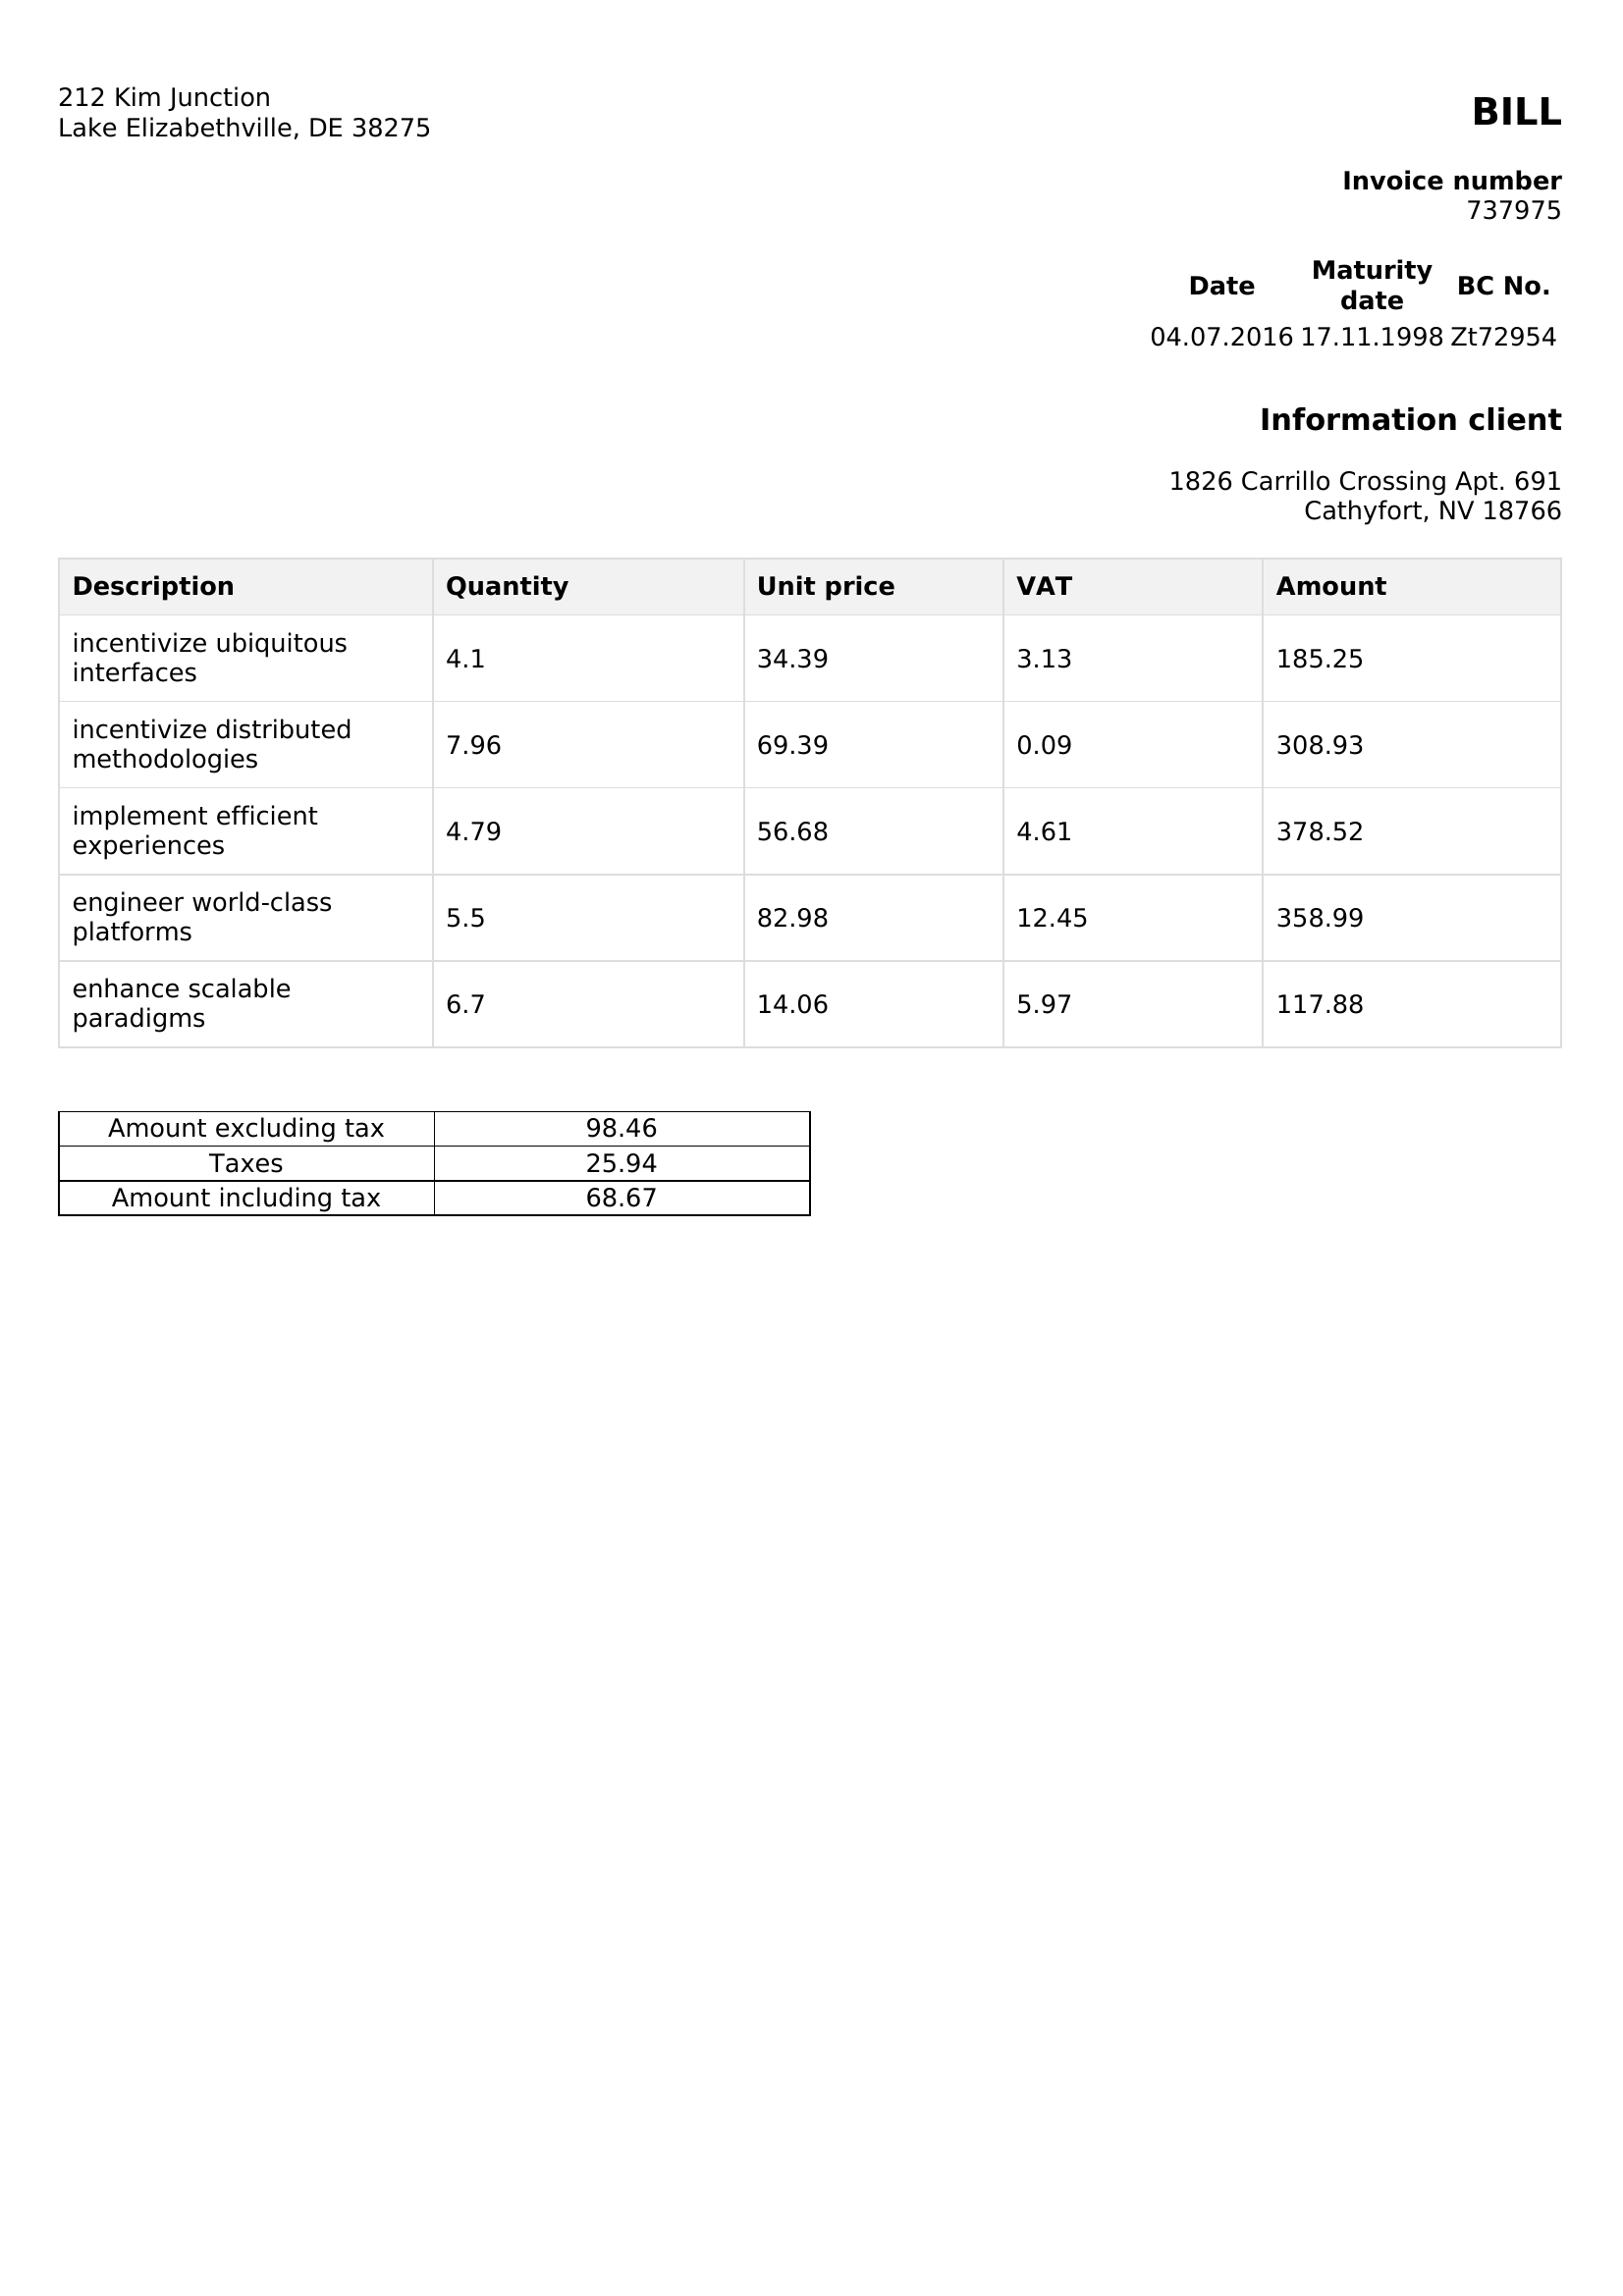 212 Kim Junction
Lake Elizabethville, DE 38275
BILL
Invoice number
737975
Date Maturity date BC No.
04.07.2016 17.11.1998 Zt72954
Information client
1826 Carrillo Crossing Apt. 691
Cathyfort, NV 18766
Description Quantity Unit price VAT Amount
incentivize ubiquitous
interfaces 4.1 34.39 3.13 185.25
incentivize distributed
methodologies 7.96 69.39 0.09 308.93
implement efficient
experiences 4.79 56.68 4.61 378.52
engineer world-class
platforms 5.5 82.98 12.45 358.99
enhance scalable
paradigms 6.7 14.06 5.97 117.88
Amount excluding tax 98.46
Taxes 25.94
Amount including tax 68.67